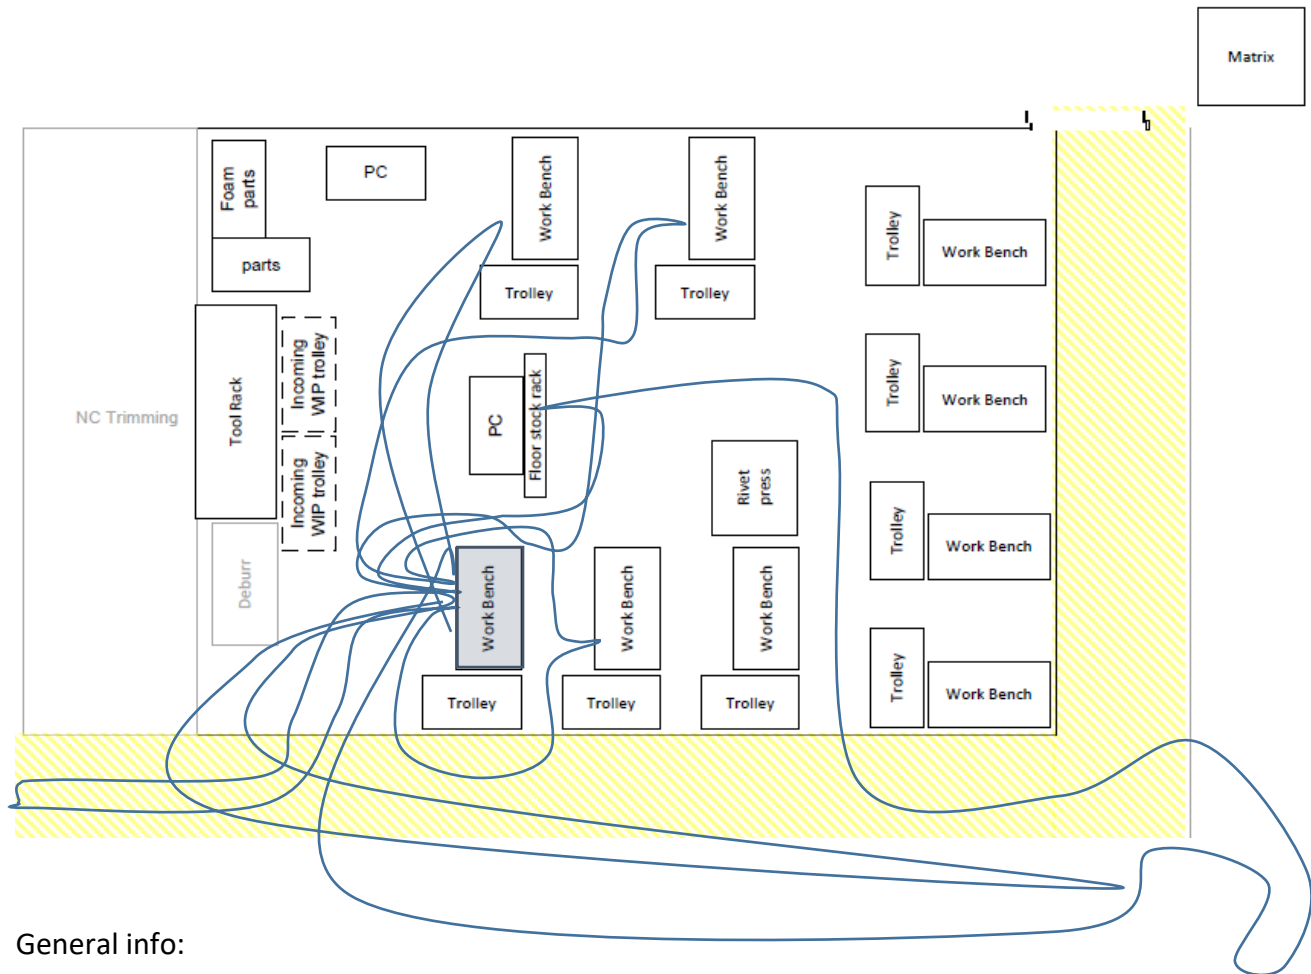 Matrix
Foam
parts
PC
Work Bench
Work Bench
Trolley
Work Bench
parts
Trolley
Trolley
Tool Rack
Incoming
WIP trolley
Trolley
Work Bench
NC Trimming
PC
Floor stock rack
Incoming
WIP trolley
Rivet
press
Trolley
Work Bench
Deburr
Work Bench
Work Bench
Work Bench
Trolley
Work Bench
Trolley
Trolley
Trolley
General info: